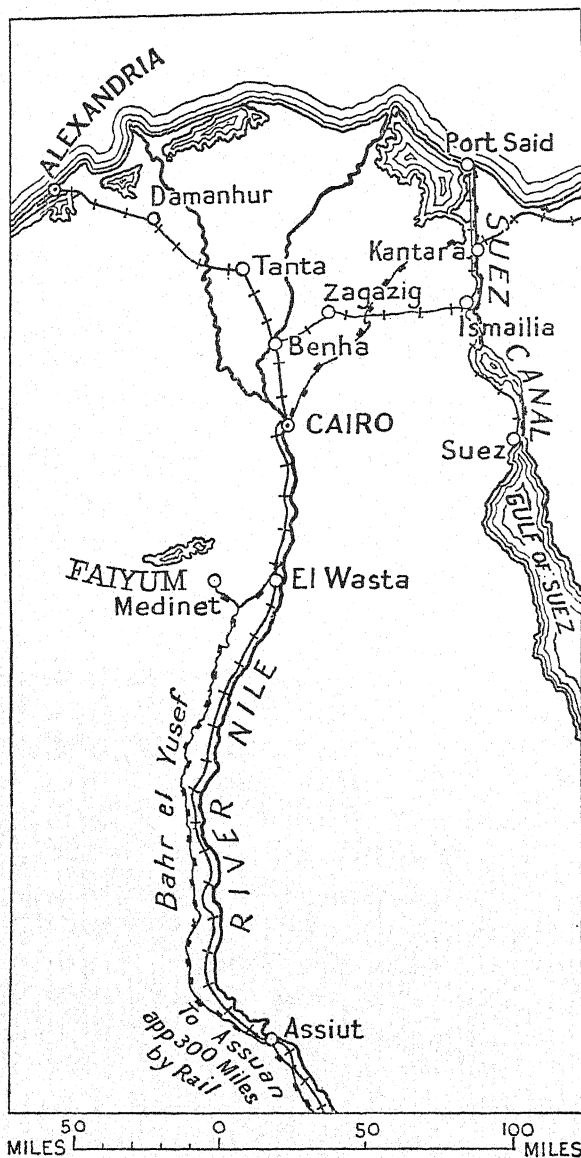 ALEXANDRIA
Port Said
Damanhur
SUEZ CANAL
Kantara
Tanta
Zagazig
Ismailia
Benha
CAIRO
Suez
GULF OF SUEZ
FAIYUM
El Wasta
Medinet
RIVER NILE
Bahr el Yusef
To Assuan
app 300 Miles
by Rail
Assiut
50 0 50 100
MILES MILES